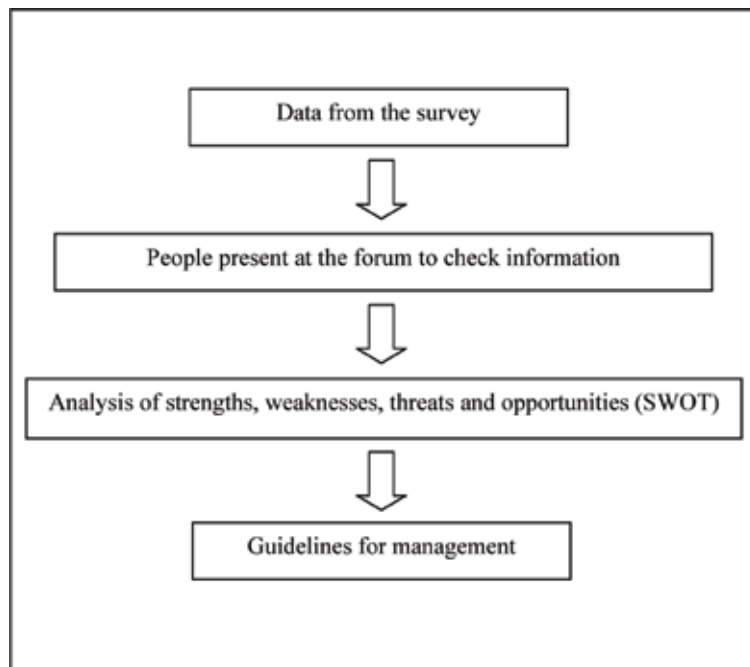 Data from the survey
People present at the forum to check information
Analysis of strengths, weaknesses, threats and opportunities (SWOT)
Guidelines for management